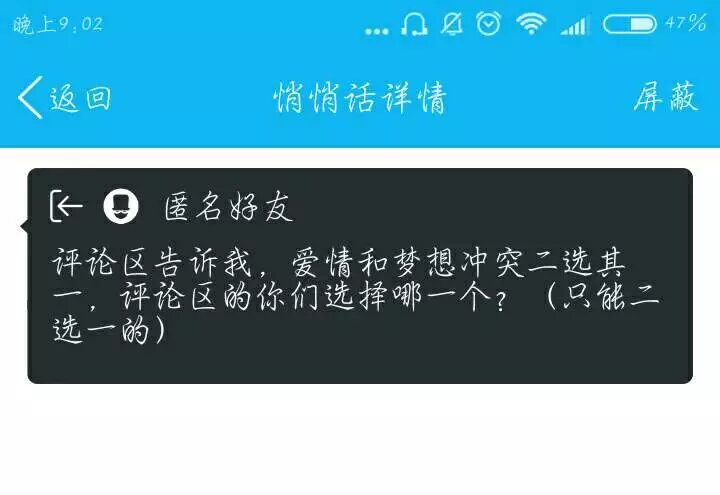 晚上9:02
47%
返回
悄悄话详情
屏蔽
匿名好友
评论区告诉我，爱情和梦想冲突二选其
一，评论区的你们选择哪一个？（只能二
选一的）